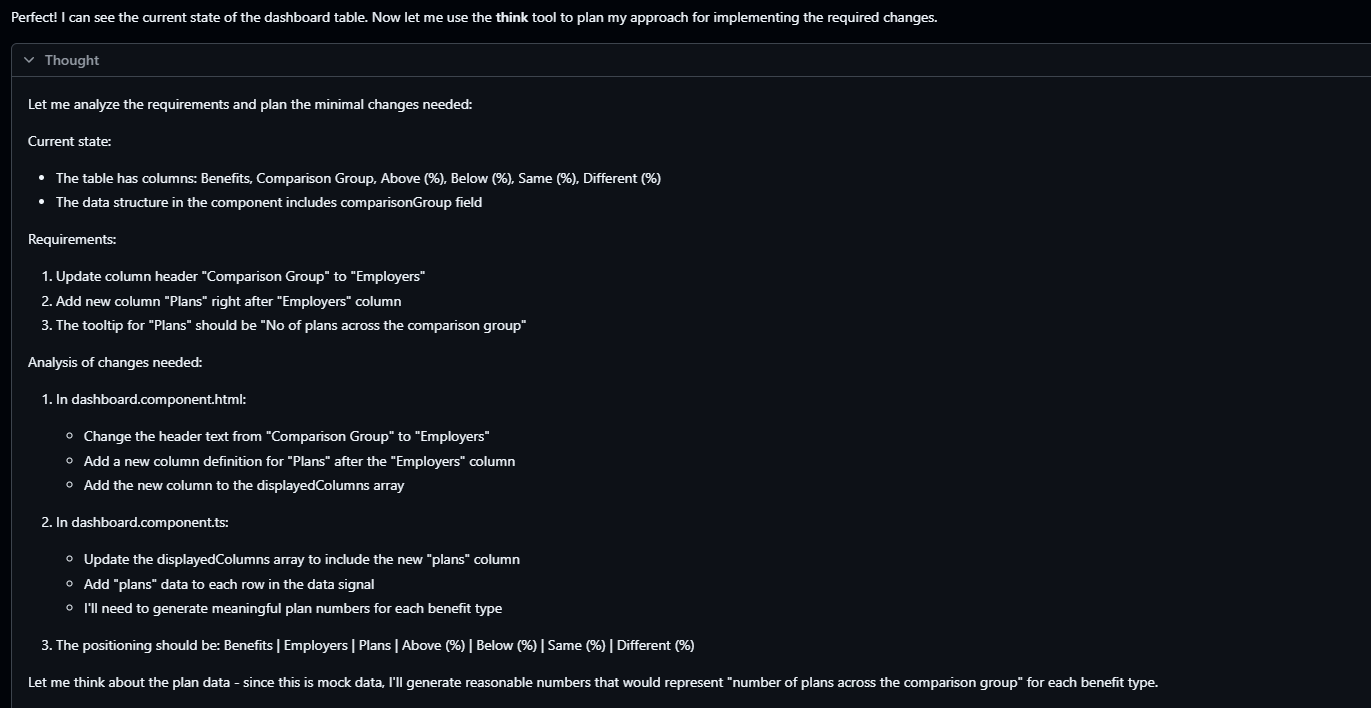 Perfect! I can see the current state of the dashboard table. Now let me use the think tool to plan my approach for implementing the required changes.
Thought
Let me analyze the requirements and plan the minimal changes needed:
Current state:
• The table has columns: Benefits, Comparison Group, Above (%), Below (%), Same (%), Different (%)
• The data structure in the component includes comparisonGroup field
Requirements:
1. Update column header "Comparison Group" to "Employers"
2. Add new column "Plans" right after "Employers" column
3. The tooltip for "Plans" should be "No of plans across the comparison group"
Analysis of changes needed:
1. In dashboard.component.html:
○ Change the header text from "Comparison Group" to "Employers"
○ Add a new column definition for "Plans" after the "Employers" column
○ Add the new column to the displayedColumns array
2. In dashboard.component.ts:
○ Update the displayedColumns array to include the new "plans" column
○ Add "plans" data to each row in the data signal
○ I'll need to generate meaningful plan numbers for each benefit type
3. The positioning should be: Benefits | Employers | Plans | Above (%) | Below (%) | Same (%) | Different (%)
Let me think about the plan data - since this is mock data, I'll generate reasonable numbers that would represent "number of plans across the comparison group" for each benefit type.